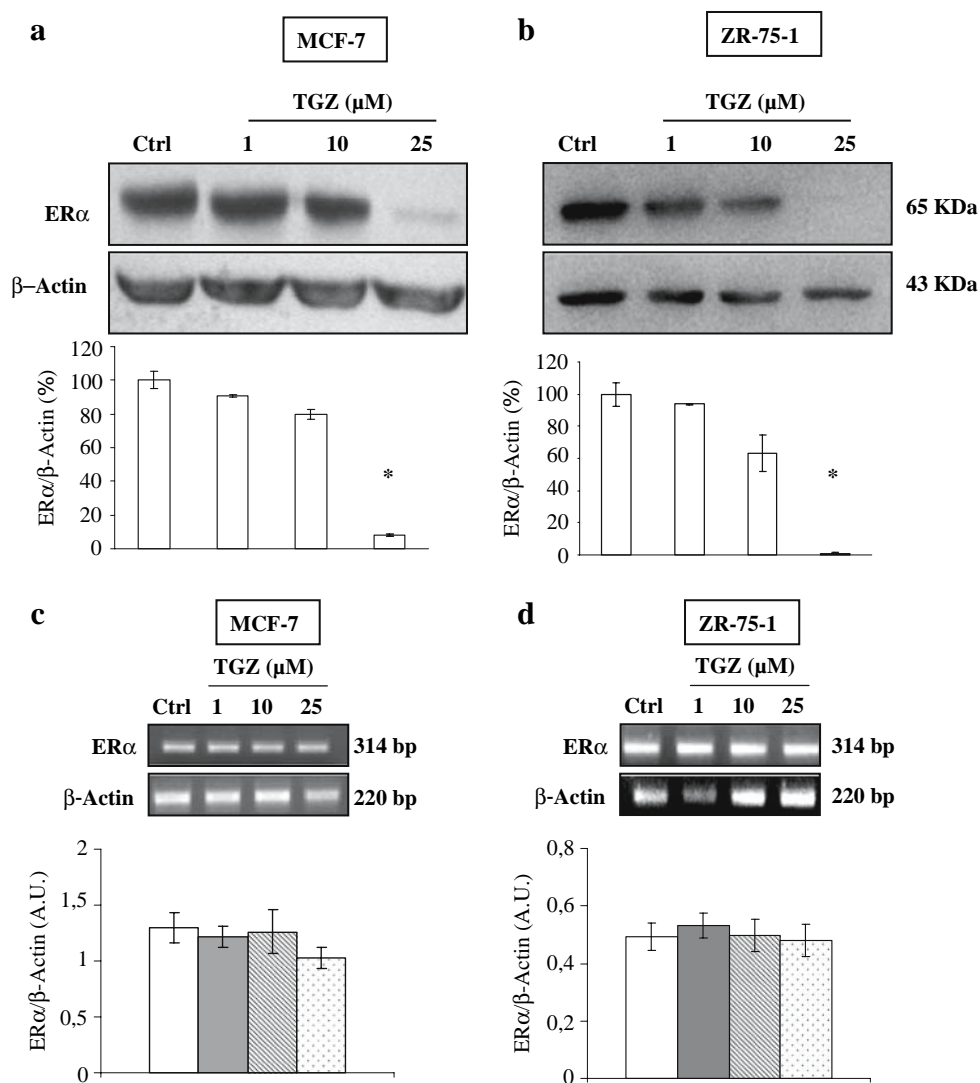 a
MCF-7
TGZ (µM)
Ctrl 1 10 25
ERα
β–Actin
ERα/β-Actin (%)
120
100
80
60
40
20
0
*
b
ZR-75-1
TGZ (µM)
Ctrl 1 10 25
65 KDa
43 KDa
ERα/β-Actin (%)
120
100
80
60
40
20
0
*
c
MCF-7
TGZ (µM)
Ctrl 1 10 25
ERα 314 bp
β-Actin 220 bp
ERα/β-Actin (A.U.)
2
1,5
1
0,5
0
d
ZR-75-1
TGZ (µM)
Ctrl 1 10 25
ERα 314 bp
β-Actin 220 bp
ERα/β-Actin (A.U.)
0,8
0,6
0,4
0,2
0